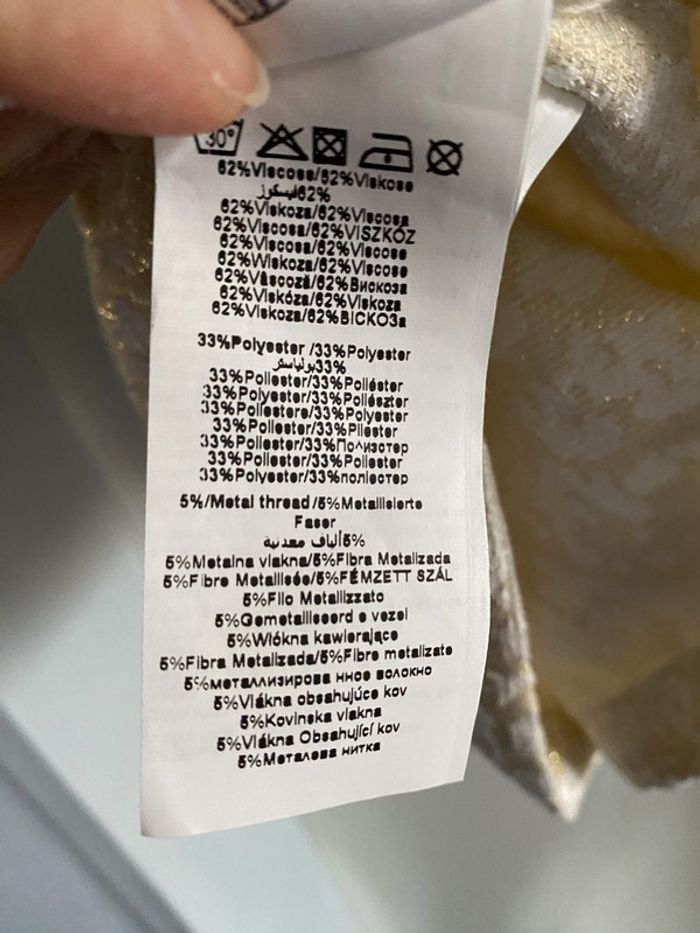 30°
62%Viscose/62%Viskose
62%فيسكوز
62%Viskoza/62%Viscosa
62%Viscosa/62%VISZKÓZ
62%Viscosa/62%Viscose
62%Wiskoza/62%Viscose
62%Vâscoză/62%Вискоза
62%Viskóza/62%Viskoza
62%Viskoza/62%ВІСКОЗа
33%Polyester /33%Polyester
33%بولياستر
33%Poliester/33%Poliéster
33%Polyester/33%Poliészter
33%Poliestere/33%Polyester
33%Poliester/33%Pliester
33%Poliester/33%Полиэстер
33%Poliester/33%Poliester
33%Polyester/33%поліестер
5%/Metal thread/5%Metallisierte
Faser
5%ألياف معدنية
5%Metalna vlakna/5%Fibra Metalizada
5%Fibre Metallisée/5%FÉMZETT SZÁL
5%Filo Metallizzato
5%Gemetalliseerd e vezel
5%Włókna kawierające
5%Fibra Metalizada/5%Fibre metalizate
5%металлизирова нное волокно
5%Vlákna obsahujúce kov
5%Kovinska vlakna
5%Vlákna Obsahující kov
5%Металева нитка